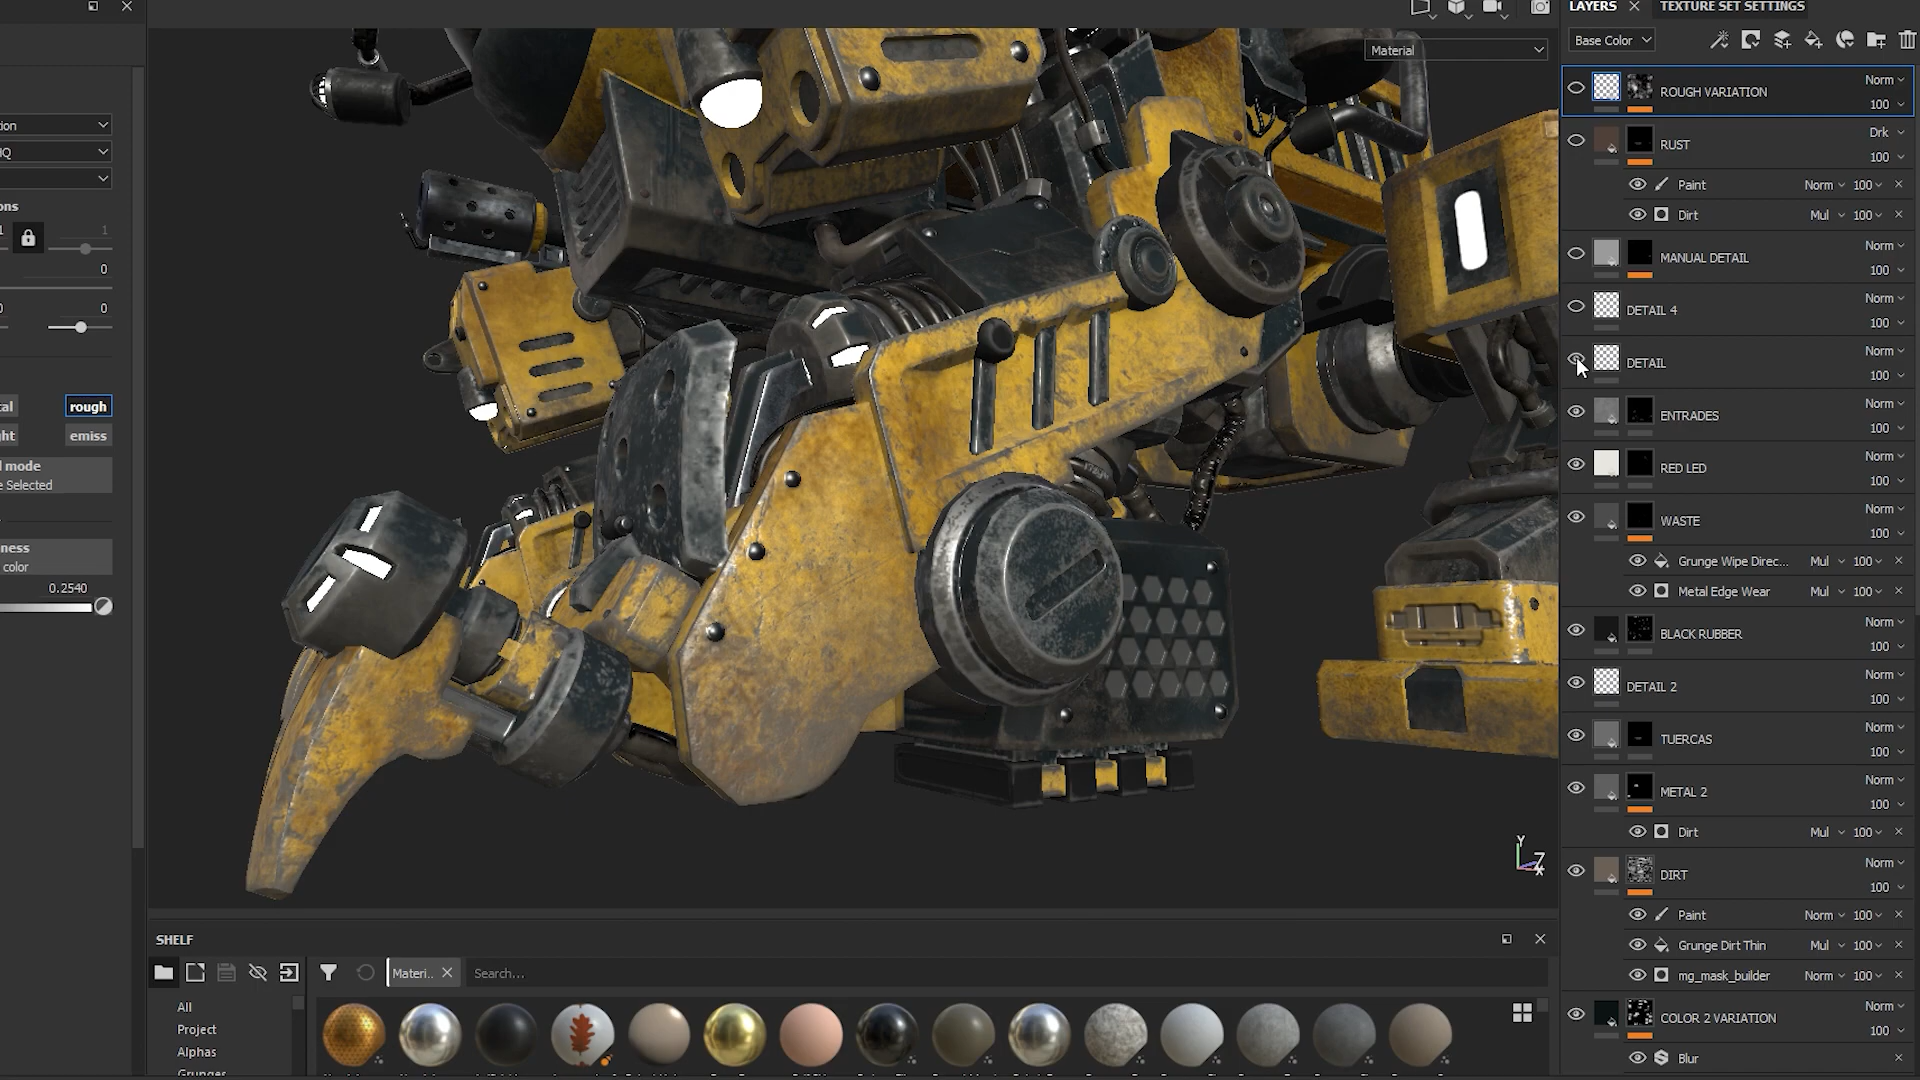 LAYERS
TEXTURE SET SETTINGS
Material
Base Color
ion
IQ
ons
1
1
0
0
0
al
rough
ht
emiss
l mode
e Selected
ness
color
0.2540
ROUGH VARIATION
Norm
100
RUST
Drk
100
Paint Norm 100
Dirt Mul 100
MANUAL DETAIL
Norm
100
DETAIL 4
Norm
100
DETAIL
Norm
100
ENTRADES
Norm
100
RED LED
Norm
100
WASTE
Norm
100
Grunge Wipe Direc... Mul 100
Metal Edge Wear Mul 100
BLACK RUBBER
Norm
100
DETAIL 2
Norm
100
TUERCAS
Norm
100
METAL 2
Norm
100
Dirt Mul 100
DIRT
Norm
100
Paint Norm 100
Grunge Dirt Thin Mul 100
mg_mask_builder Norm 100
COLOR 2 VARIATION
Norm
100
Blur
Y
Z
X
SHELF
Materi..
Search...
All
Project
Alphas
Grunges